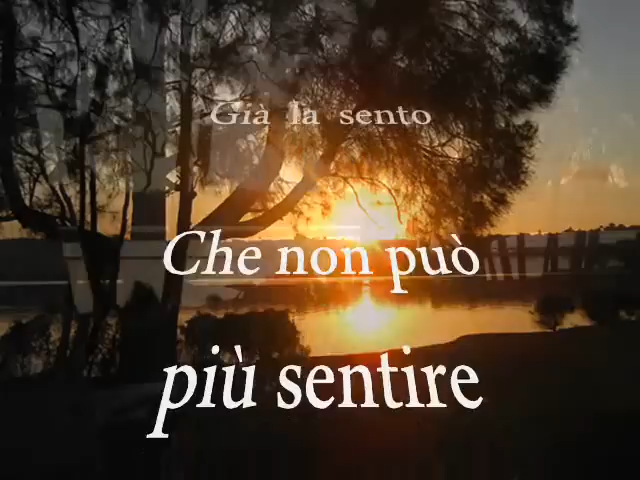 Già la sento
Che non può
più sentire